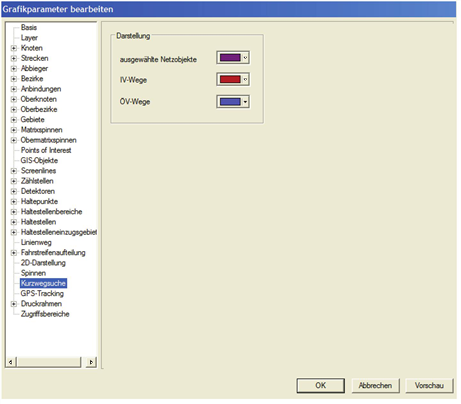 Grafikparameter bearbeiten
Basis
Layer
Knoten
Strecken
Abbieger
Bezirke
Anbindungen
Oberknoten
Oberbezirke
Gebiete
Matrixspinnen
Obermatrixspinnen
Points of Interest
GIS-Objekte
Screenlines
Zählstellen
Detektoren
Haltepunkte
Haltestellenbereiche
Haltestellen
Haltestelleneinzugsgebiet
Linienweg
Fahrstreifenaufteilung
2D-Darstellung
Spinnen
Kurzwegsuche
GPS-Tracking
Druckrahmen
Zugriffsbereiche
Darstellung
ausgewählte Netzobjekte
IV-Wege
ÖV-Wege
OK
Abbrechen
Vorschau